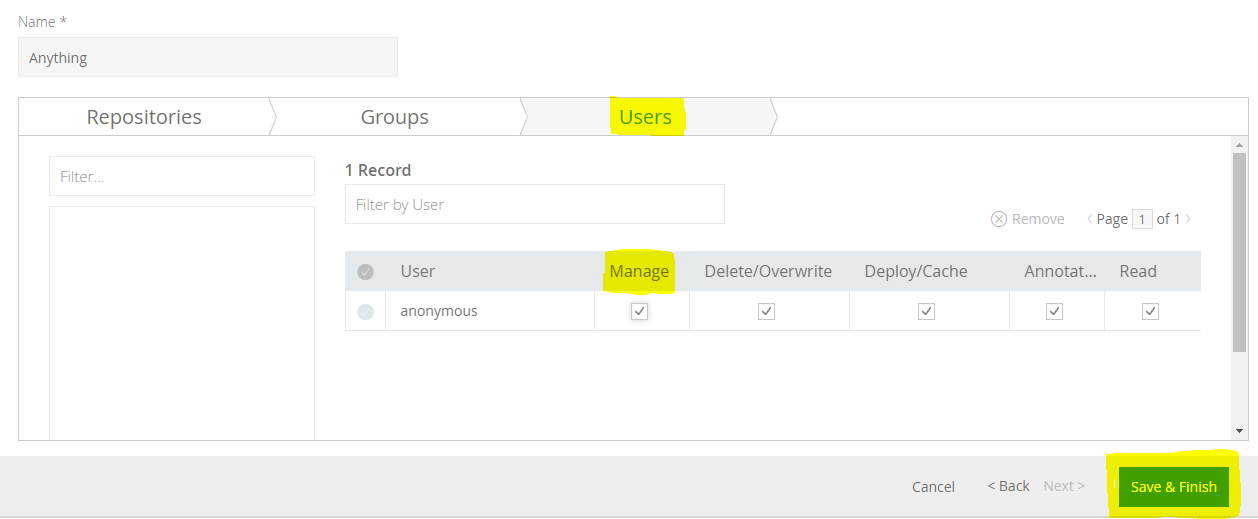 Name *
Anything
Repositories Groups Users
Filter...
1 Record
Filter by User
Remove Page 1 of 1
User Manage Delete/Overwrite Deploy/Cache Annotat... Read
anonymous
Cancel < Back Next > Save & Finish